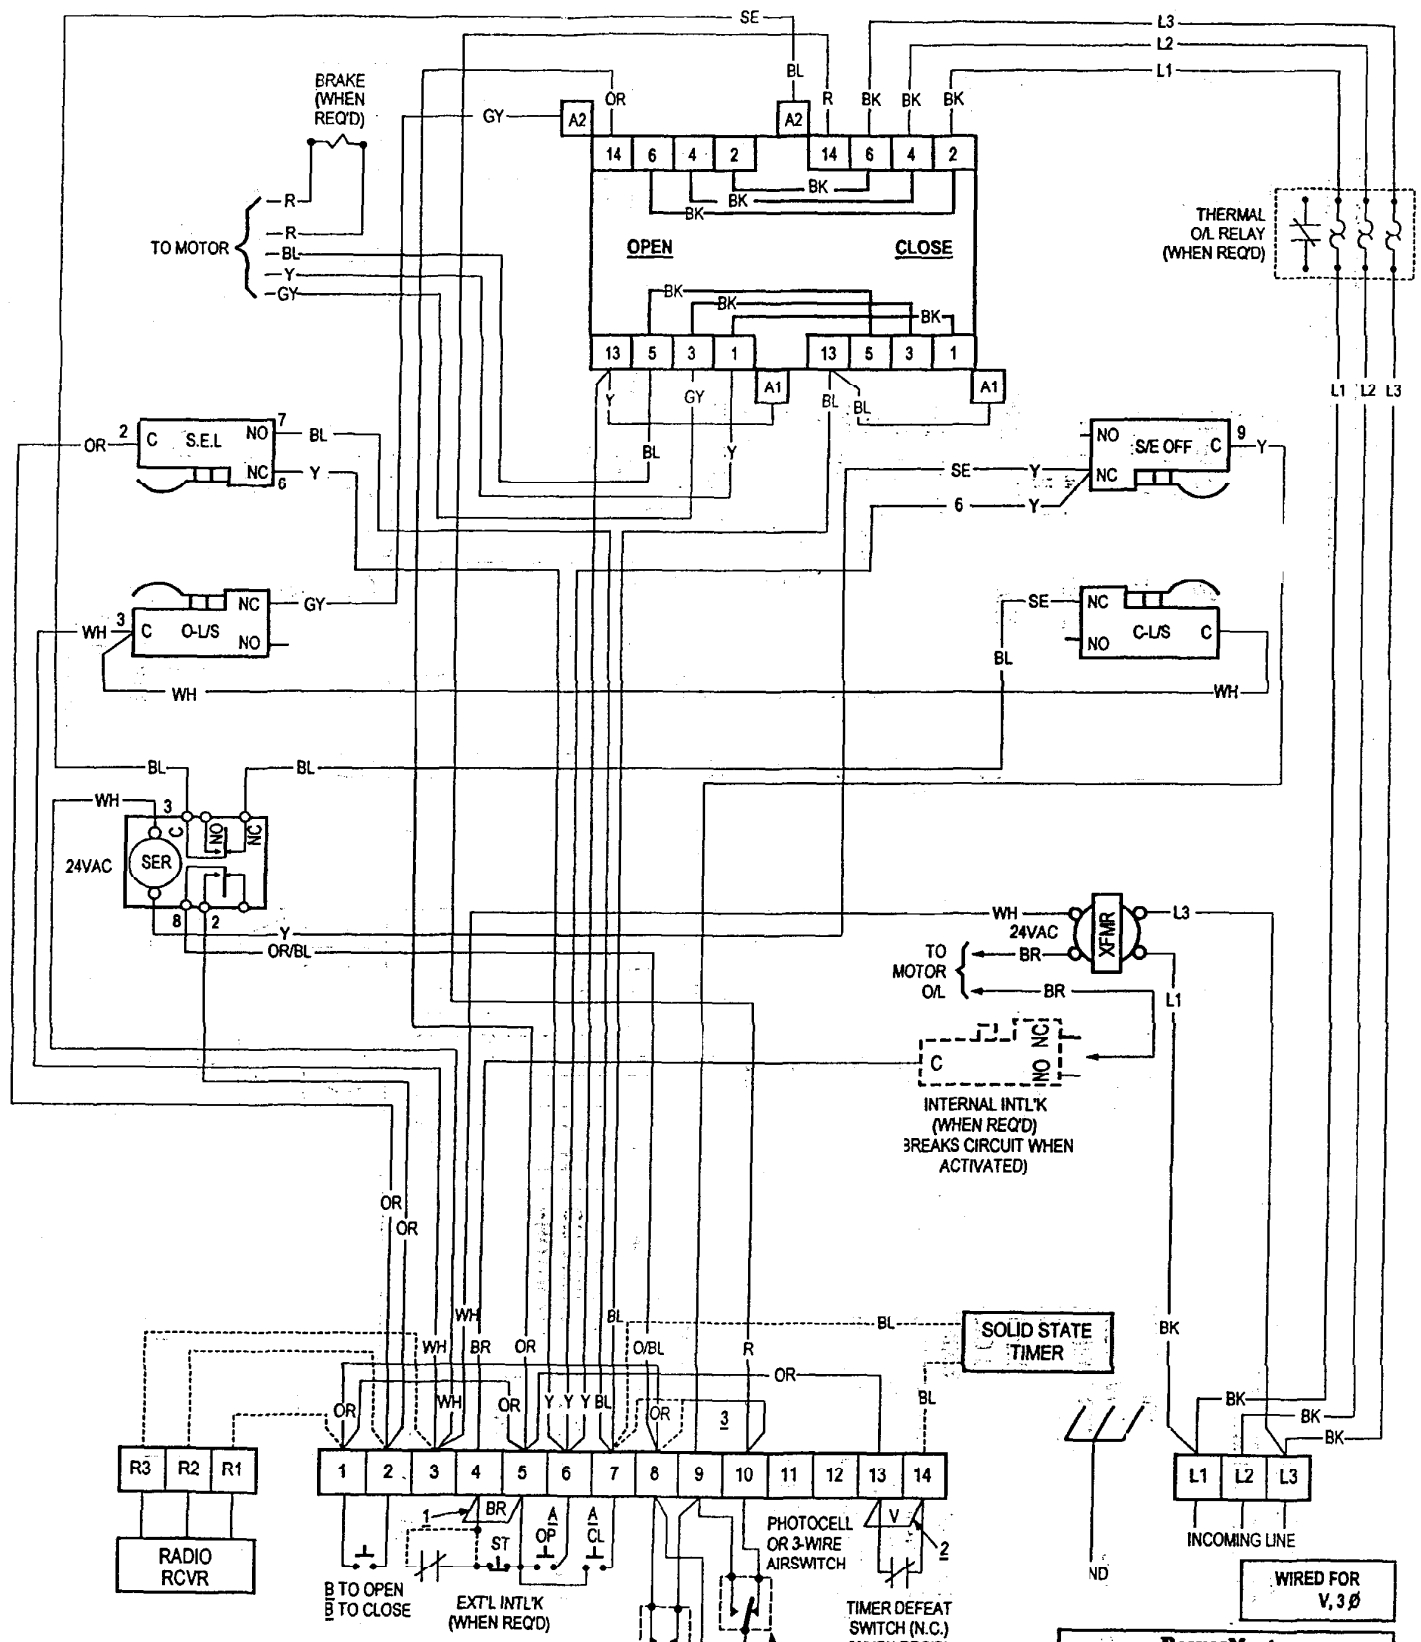 SE
L3
L2
L1
BRAKE
(WHEN
REQ'D)
BL
OR
R
BK
BK
BK
GY
A2
A2
14 6 4 2 14 6 4 2
BK
BK
BK
R
R
BL
Y
GY
TO MOTOR
OPEN CLOSE
THERMAL
O/L RELAY
(WHEN REQ'D)
BK
BK
BK
13 5 3 1 13 5 3 1
A1 A1
Y
GY
BL
BL
BL
Y
L1 L2 L3
OR 2 C S.E.L NO 7 BL
NC 6 Y
NO S/E OFF C 9 Y
NC
SE Y
6 Y
NC GY
WH 3 C O-L/S
NO
SE NC
C-L/S C
NO
BL
WH WH
BL BL
WH 3
C NO NC
24VAC SER
8 2
Y
OR/BL
WH
24VAC
XFMR
L3
TO
MOTOR
O/L
BR
BR
L1
C NC
NO
INTERNAL INTL'K
(WHEN REQ'D)
BREAKS CIRCUIT WHEN
ACTIVATED)
OR
OR
WH
BL
BL
SOLID STATE
TIMER
BK
WH BR OR O/BL R
OR
BL
OR WH OR Y Y Y BL OR 3
BK
BK
BK
R3 R2 R1
1 2 3 4 5 6 7 8 9 10 11 12 13 14
L1 L2 L3
1 BR
A A
OP CL
ST
V 2
PHOTOCELL
OR 3-WIRE
AIRSWITCH
INCOMING LINE
RADIO
RCVR
B TO OPEN
B TO CLOSE
EXT'L INTL'K
(WHEN REQ'D)
TIMER DEFEAT
SWITCH (N.C.)
ND
WIRED FOR
V, 3 Ø